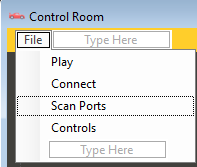 Control Room
File Type Here
Play
Connect
Scan Ports
Controls
Type Here